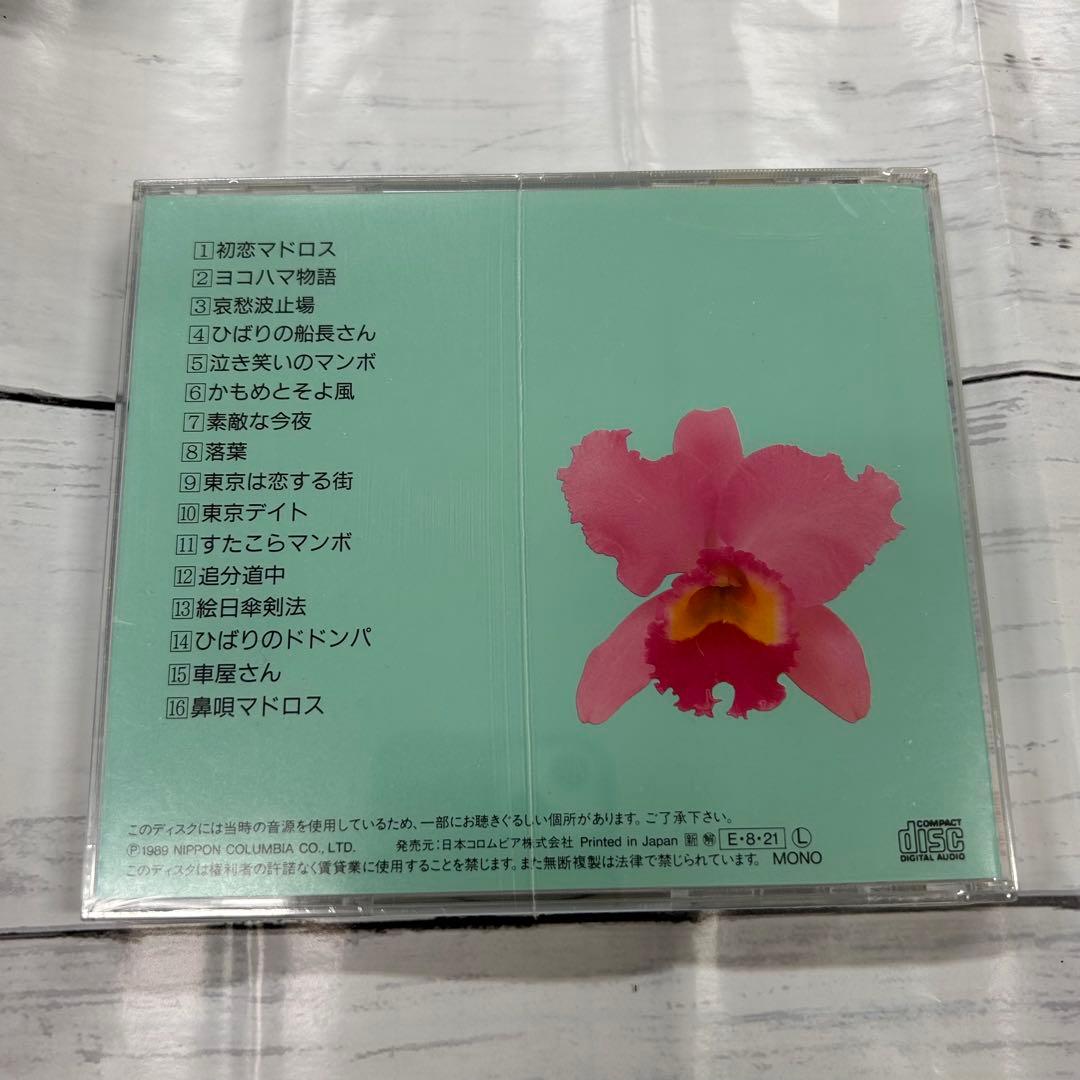 1 初恋マドロス
2 ヨコハマ物語
3 哀愁波止場
4 ひばりの船長さん
5 泣き笑いのマンボ
6 かもめとそよ風
7 素敵な今夜
8 落葉
9 東京は恋する街
10 東京デイト
11 すたこらマンボ
12 追分道中
13 絵日傘剣法
14 ひばりのドドンパ
15 車屋さん
16 鼻唄マドロス
このディスクには当時の音源を使用しているため、一部にお聴きぐるしい個所があります。ご了承下さい。
Ⓟ1989 NIPPON COLUMBIA CO., LTD. 発売元:日本コロムビア株式会社 Printed in Japan 新 E・8・21 L
このディスクは権利者の許諾なく賃貸業に使用することを禁じます。また無断複製は法律で禁じられています。 MONO
COMPACT disc DIGITAL AUDIO